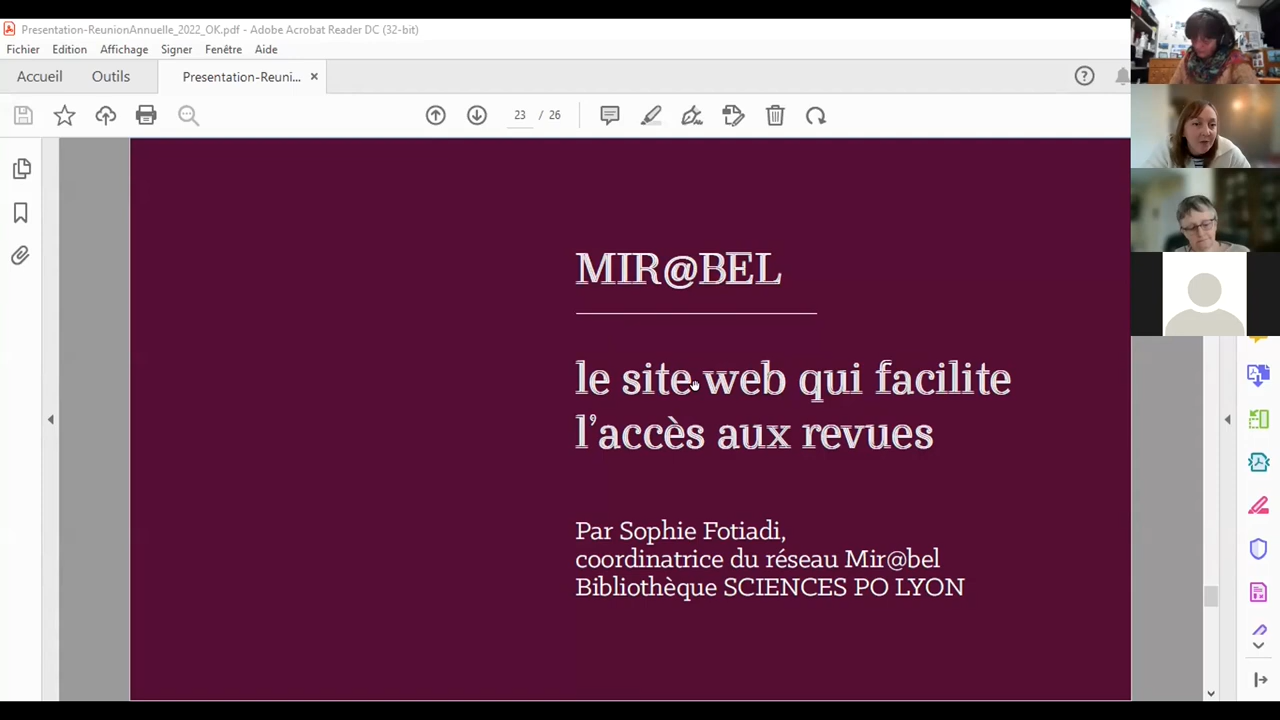 Presentation-ReunionAnnuelle_2022_OK.pdf - Adobe Acrobat Reader DC (32-bit)
Fichier Edition Affichage Signer Fenêtre Aide
Accueil Outils Presentation-Reuni... ×
23 / 26
MIR@BEL
le site web qui facilite
l'accès aux revues
Par Sophie Fotiadi,
coordinatrice du réseau Mir@bel
Bibliothèque SCIENCES PO LYON